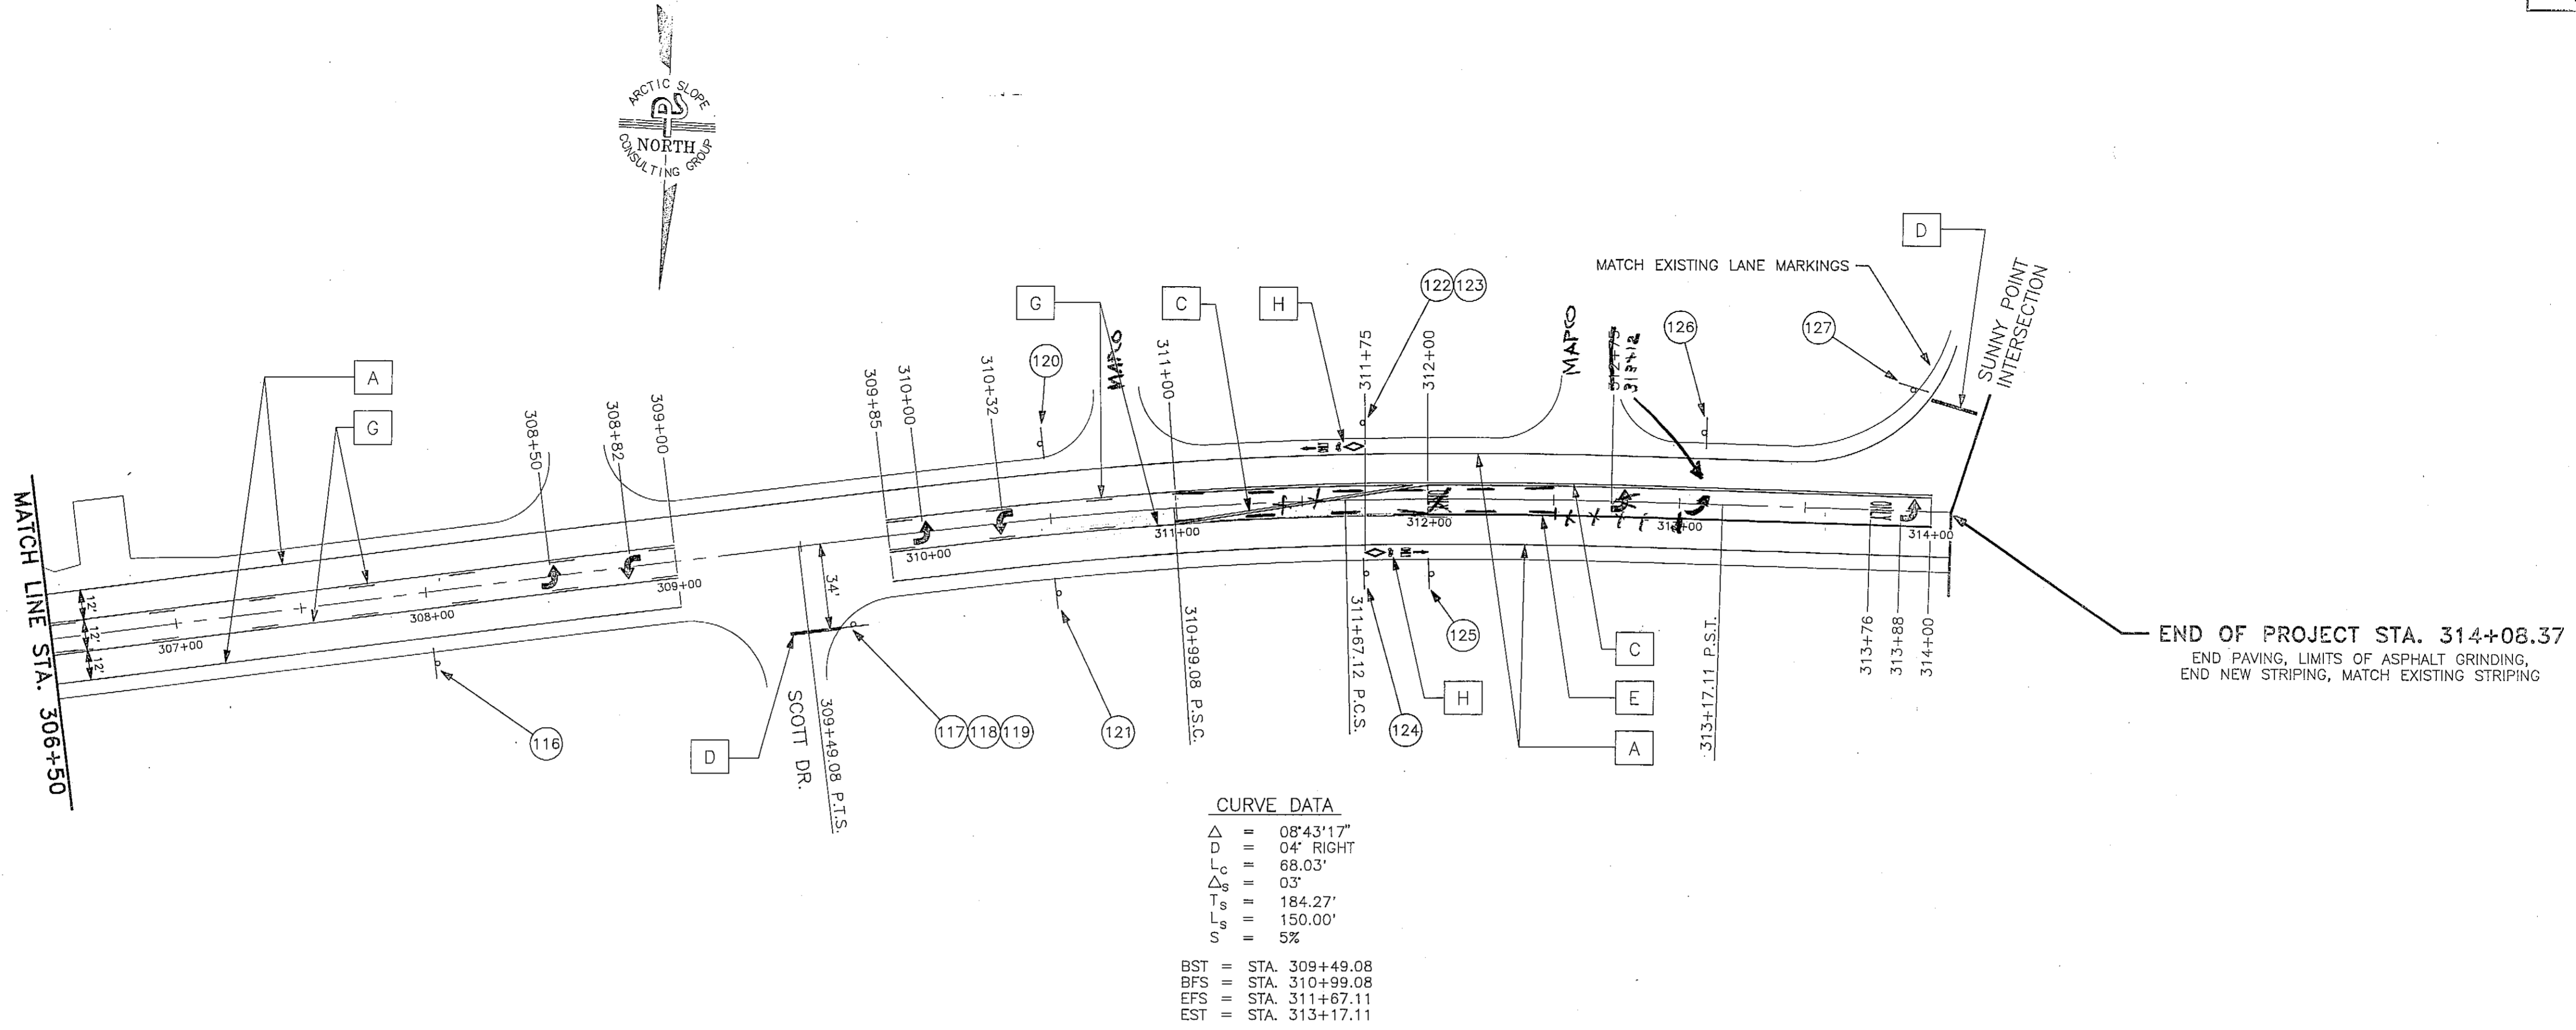 ARCTIC SLOPE
NORTH
CONSULTING GROUP
D
MATCH EXISTING LANE MARKINGS
SUNNY POINT
INTERSECTION
122 123
G
C
H
MAPCO
MAPCO
126
127
120
312+75
313+12
311+75
312+00
311+00
310+32
310+00
309+85
A
G
309+00
308+82
308+50
MATCH LINE STA. 306+50
12'
12'
12'
307+00
308+00
309+00
310+00
311+00
312+00
313+00
314+00
34'
116
D
SCOTT DR.
309+49.08 P.T.S.
117 118 119
121
310+99.08 P.S.C.
311+67.12 P.C.S.
124
125
H
C
E
A
313+17.11 P.S.T.
313+76
313+88
314+00
END OF PROJECT STA. 314+08.37
END PAVING, LIMITS OF ASPHALT GRINDING,
END NEW STRIPING, MATCH EXISTING STRIPING
CURVE DATA
Δ = 08°43'17"
D = 04° RIGHT
Lc = 68.03'
Δs = 03°
Ts = 184.27'
Ls = 150.00'
S = 5%
BST = STA. 309+49.08
BFS = STA. 310+99.08
EFS = STA. 311+67.11
EST = STA. 313+17.11